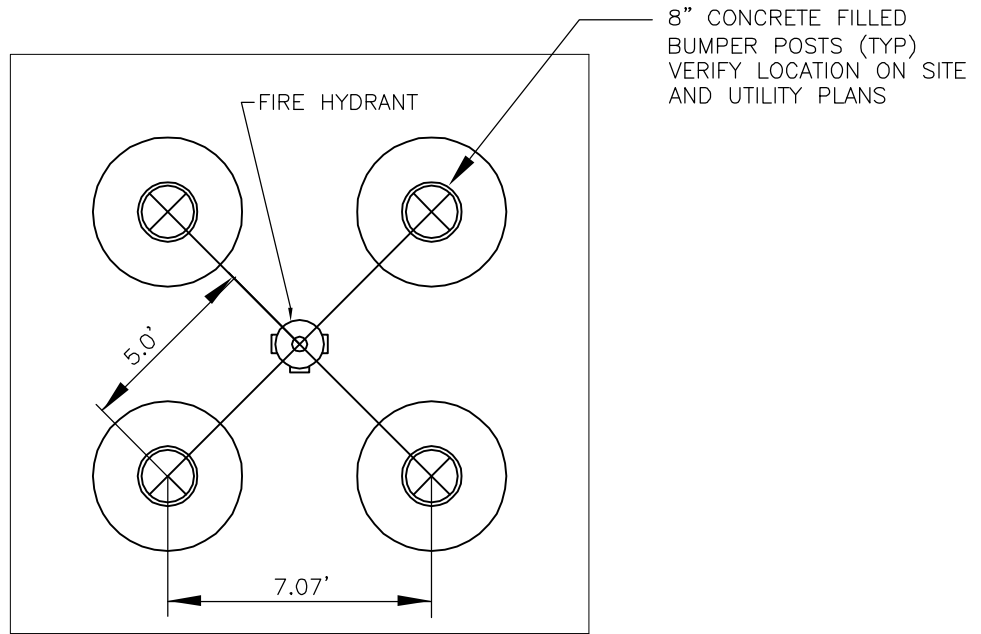 8” CONCRETE FILLED
BUMPER POSTS (TYP)
VERIFY LOCATION ON SITE
AND UTILITY PLANS
FIRE HYDRANT
5.0’
7.07’